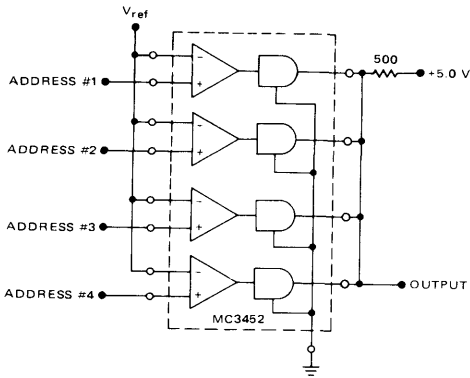 Vref
500
+5.0 V
ADDRESS #1
-
+
ADDRESS #2
-
+
ADDRESS #3
-
+
ADDRESS #4
-
+
OUTPUT
MC3452